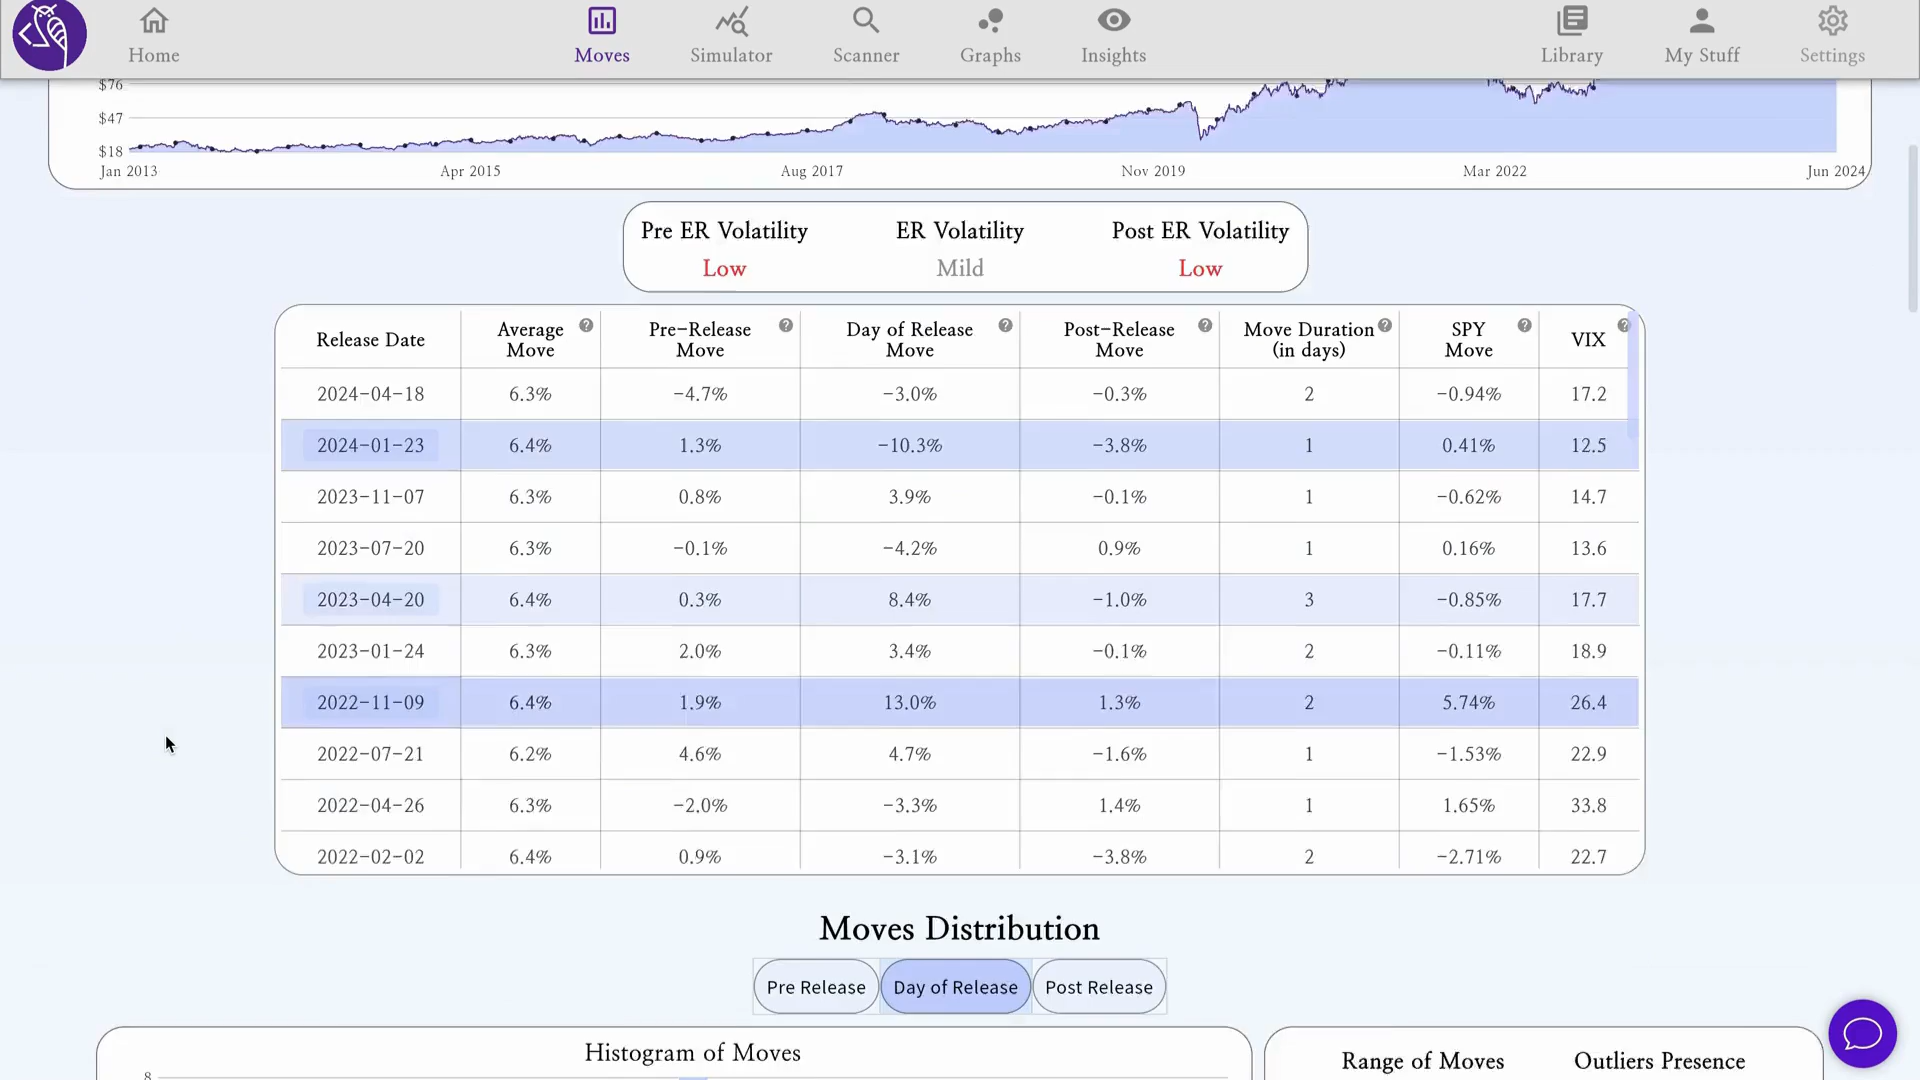 Home
Moves
Simulator
Scanner
Graphs
Insights
Library
My Stuff
Settings
$76
$47
$18
Jan 2013
Apr 2015
Aug 2017
Nov 2019
Mar 2022
Jun 2024
Pre ER Volatility
ER Volatility
Post ER Volatility
Low
Mild
Low
Release Date Average Move ? Pre-Release Move ? Day of Release Move ? Post-Release Move ? Move Duration (in days) ? SPY Move ? VIX ?
2024-04-18 6.3% -4.7% -3.0% -0.3% 2 -0.94% 17.2
2024-01-23 6.4% 1.3% -10.3% -3.8% 1 0.41% 12.5
2023-11-07 6.3% 0.8% 3.9% -0.1% 1 -0.62% 14.7
2023-07-20 6.3% -0.1% -4.2% 0.9% 1 0.16% 13.6
2023-04-20 6.4% 0.3% 8.4% -1.0% 3 -0.85% 17.7
2023-01-24 6.3% 2.0% 3.4% -0.1% 2 -0.11% 18.9
2022-11-09 6.4% 1.9% 13.0% 1.3% 2 5.74% 26.4
2022-07-21 6.2% 4.6% 4.7% -1.6% 1 -1.53% 22.9
2022-04-26 6.3% -2.0% -3.3% 1.4% 1 1.65% 33.8
2022-02-02 6.4% 0.9% -3.1% -3.8% 2 -2.71% 22.7
Moves Distribution
Pre Release
Day of Release
Post Release
Histogram of Moves
8
Range of Moves
Outliers Presence